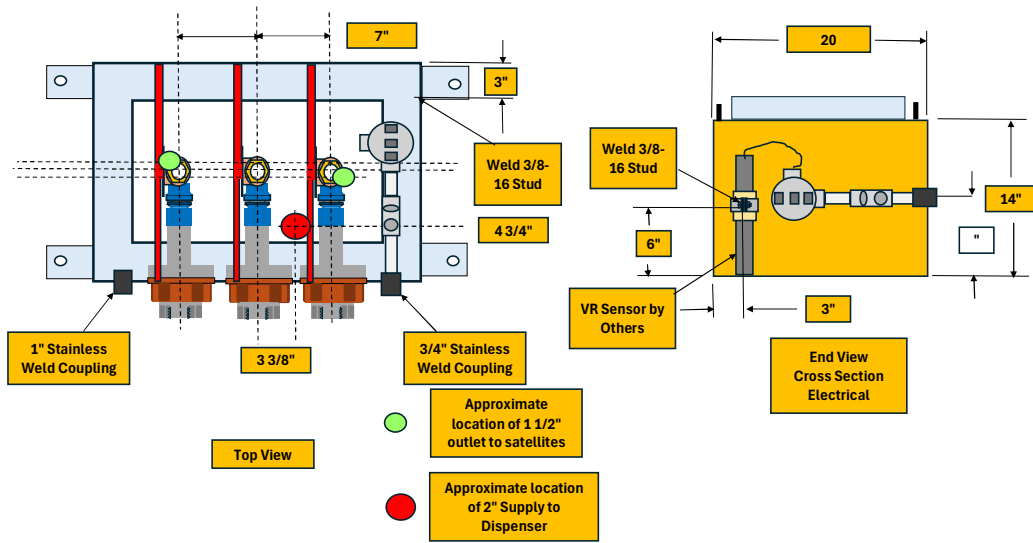 7"
3"
Weld 3/8-
16 Stud
4 3/4"
1" Stainless
Weld Coupling
3 3/8"
3/4" Stainless
Weld Coupling
Approximate
location of 1 1/2"
outlet to satellites
Top View
Approximate location
of 2" Supply to
Dispenser
20
Weld 3/8-
16 Stud
14"
6"
"
VR Sensor by
Others
3"
End View
Cross Section
Electrical